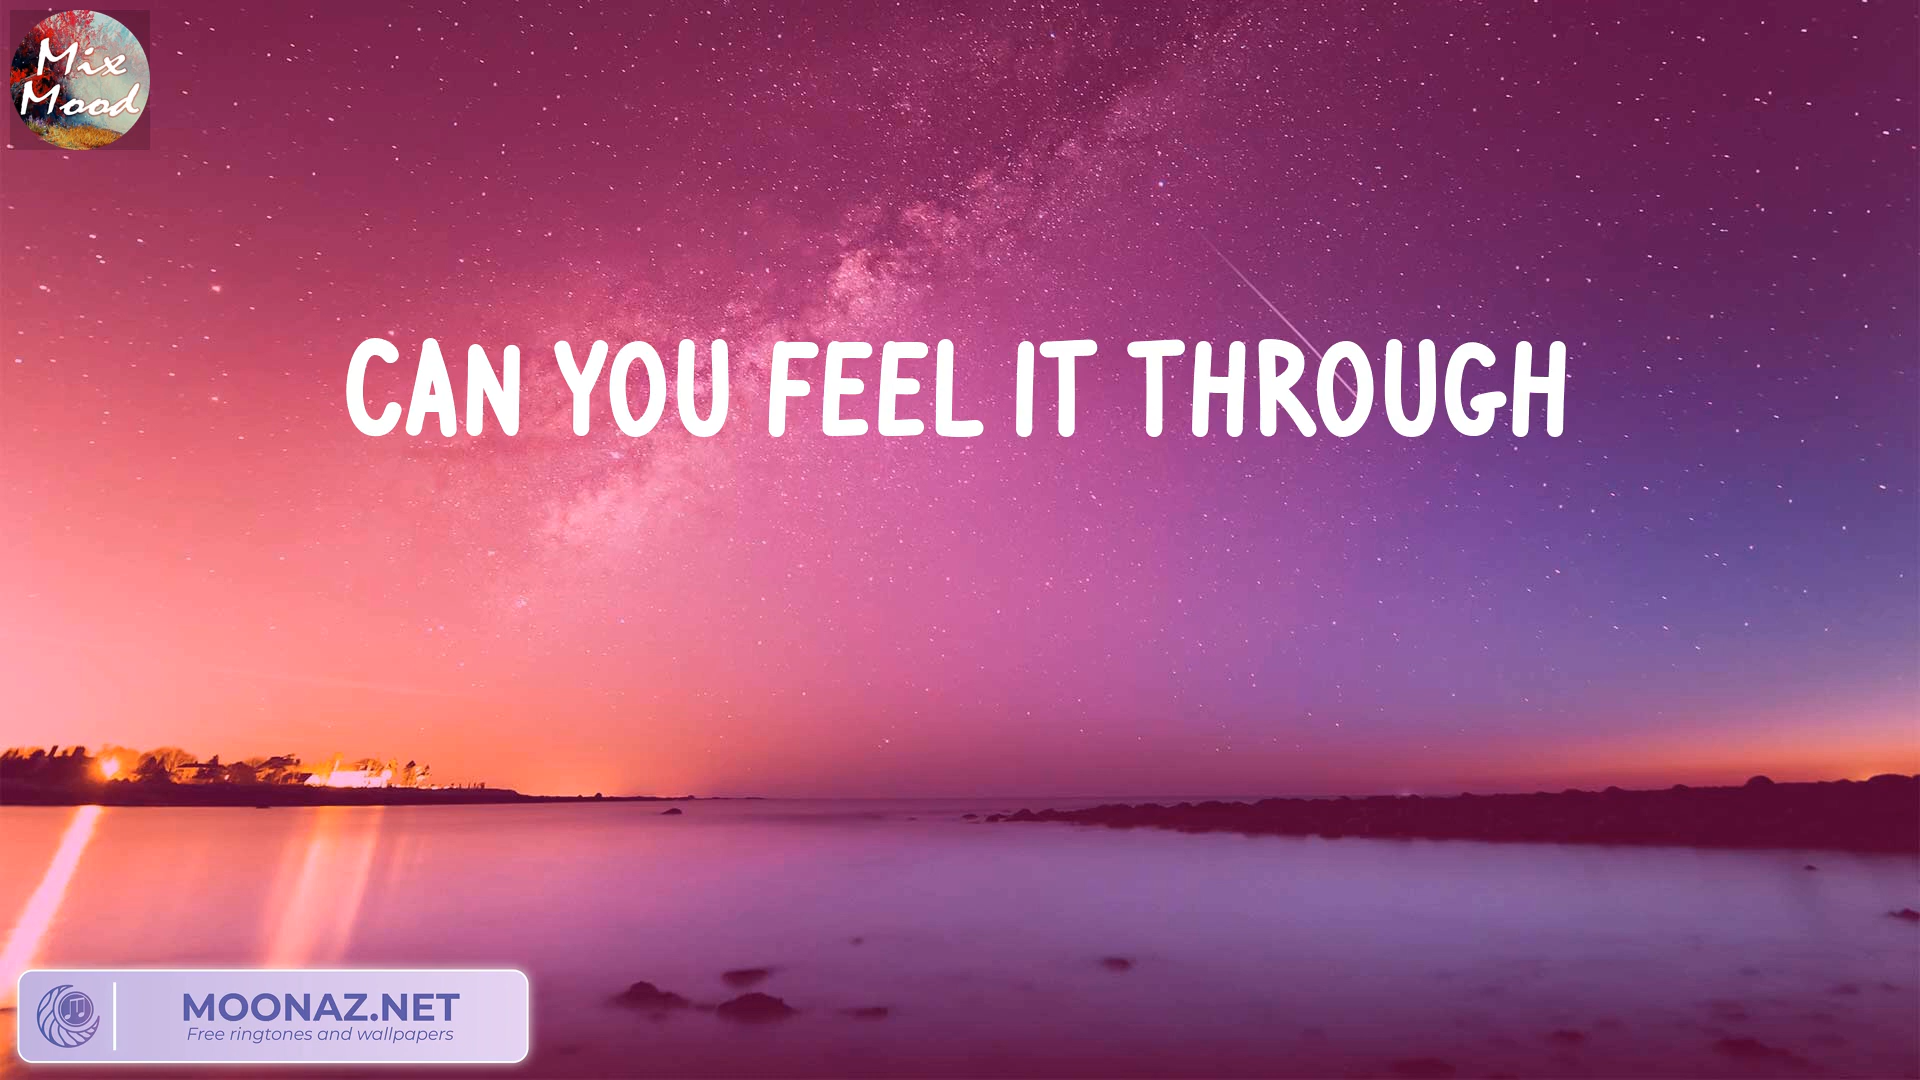 Mix
Mood
CAN YOU FEEL IT THROUGH
MOONAZ.NET
Free ringtones and wallpapers